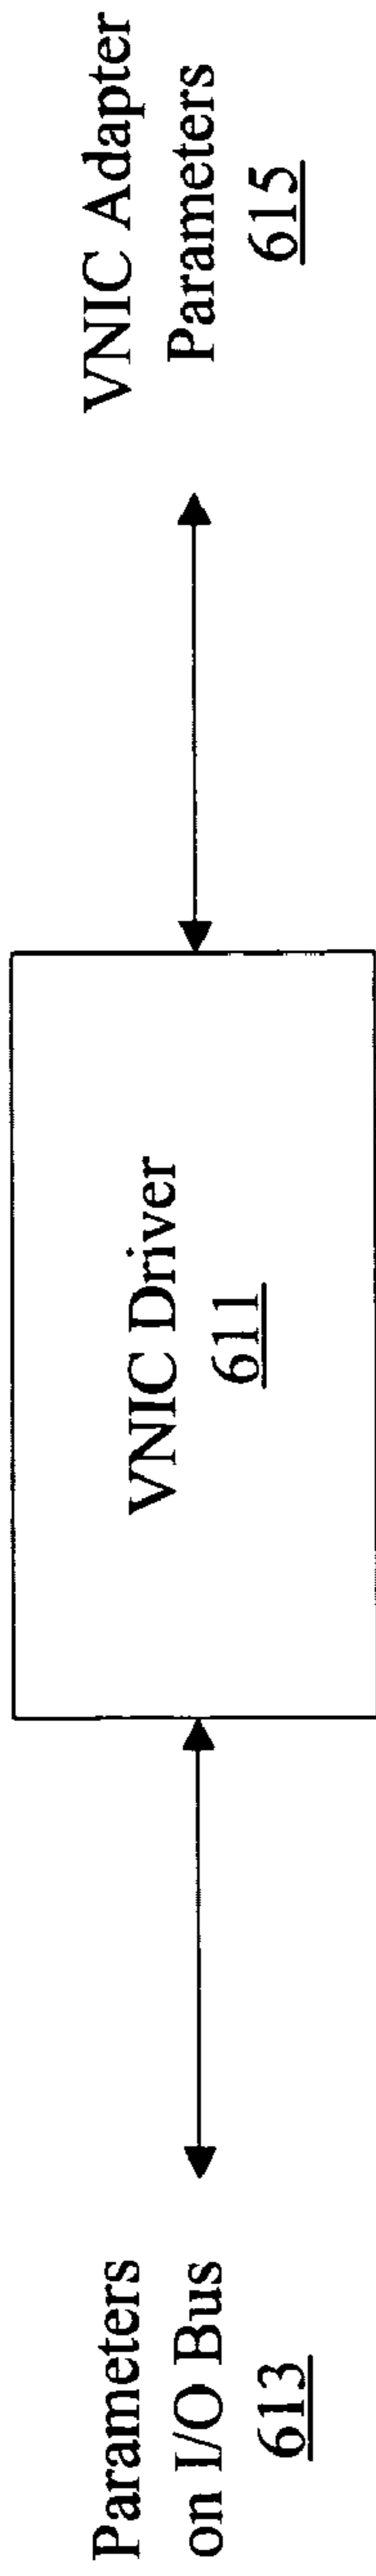 Parameters
on I/O Bus
613
VNIC Driver
611
VNIC Adapter
Parameters
615